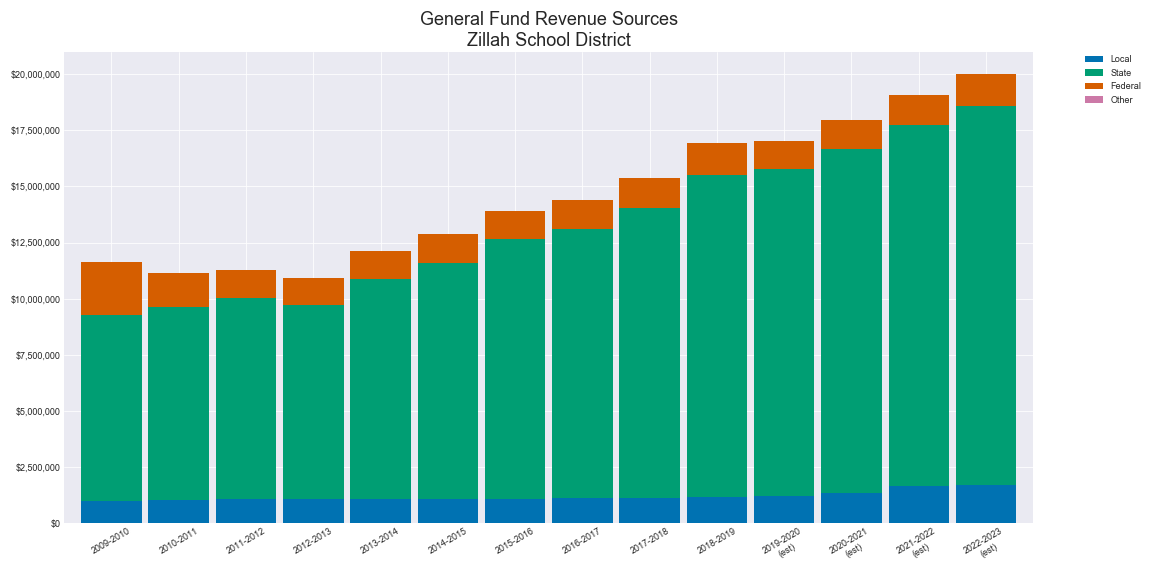 General Fund Revenue Sources
Zillah School District
Local
State
Federal
Other
$20,000,000
$17,500,000
$15,000,000
$12,500,000
$10,000,000
$7,500,000
$5,000,000
$2,500,000
$0
2009-2010
2010-2011
2011-2012
2012-2013
2013-2014
2014-2015
2015-2016
2016-2017
2017-2018
2018-2019
2019-2020
(est)
2020-2021
(est)
2021-2022
(est)
2022-2023
(est)